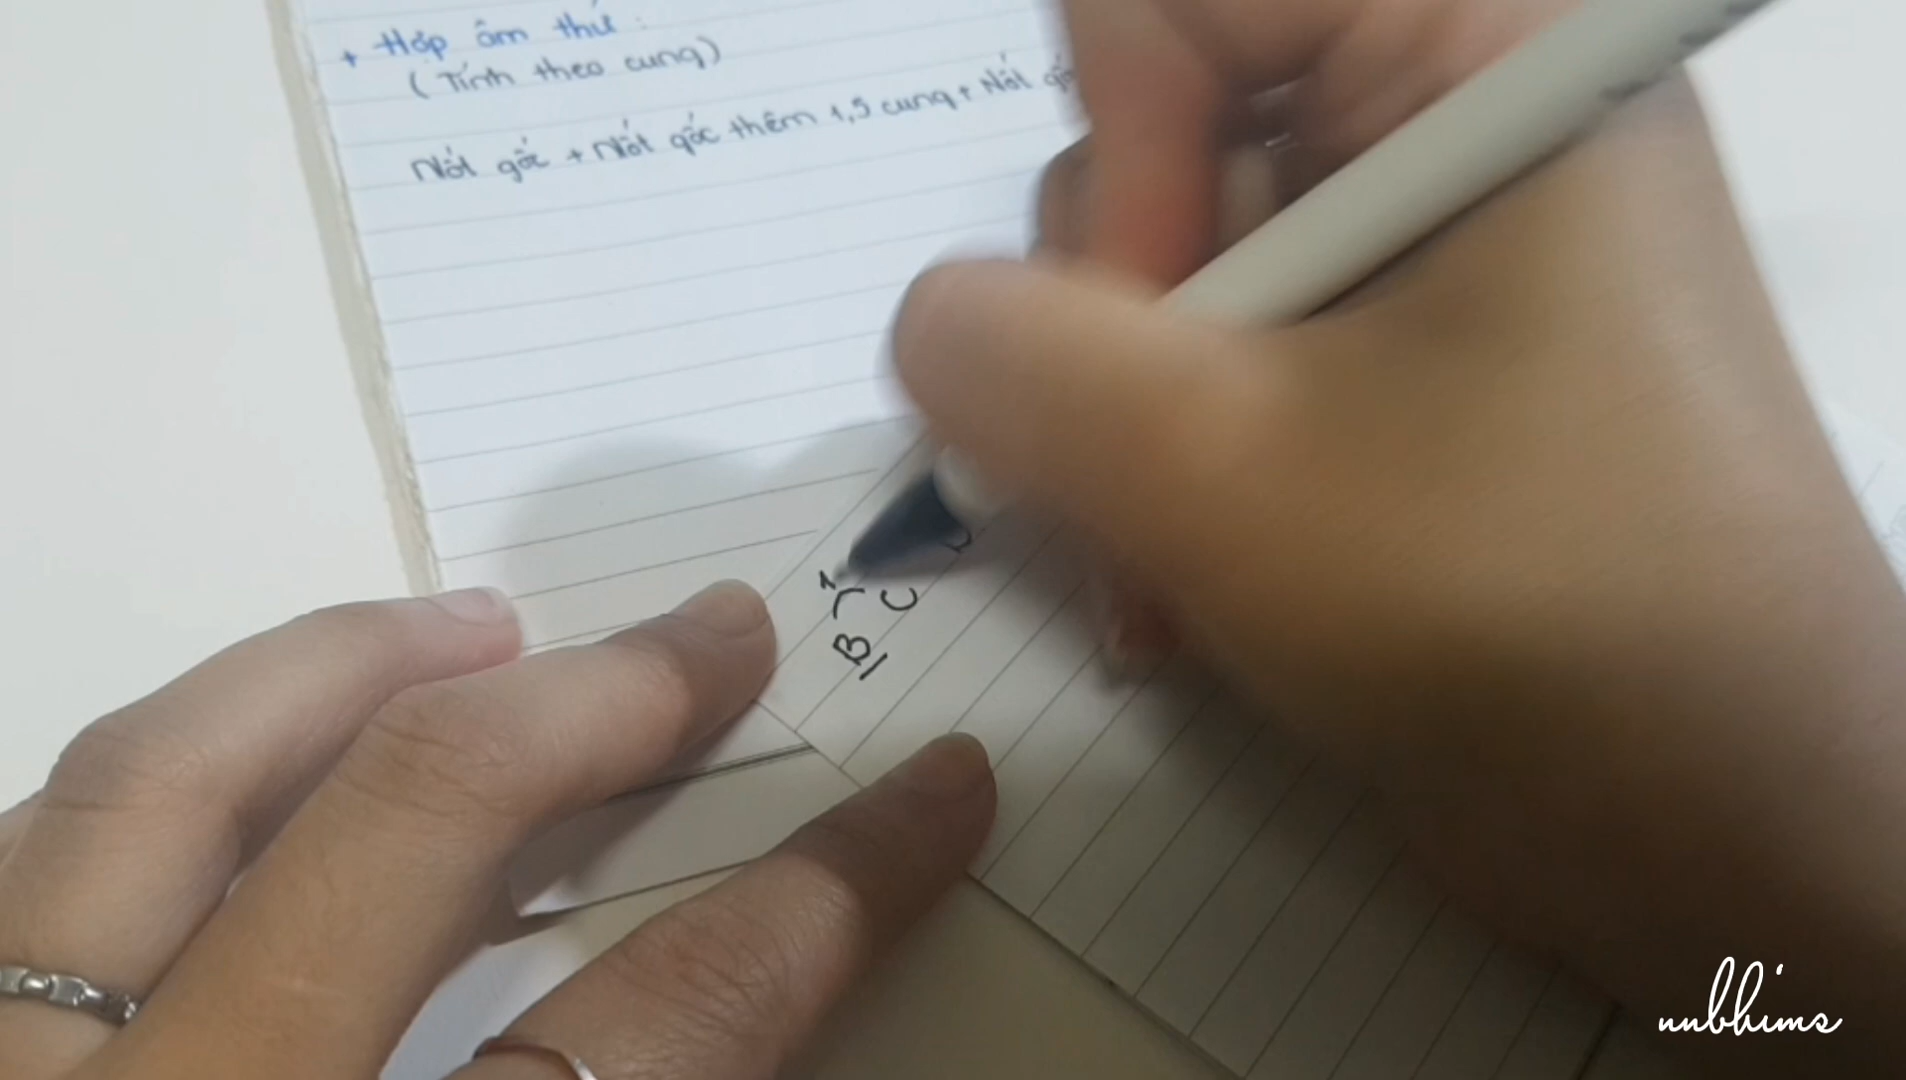 + Hợp âm thứ :
(Tính theo cung)
Nốt gốc + Nốt gốc thêm 1,5 cung + Nốt
B
C
nnbhims